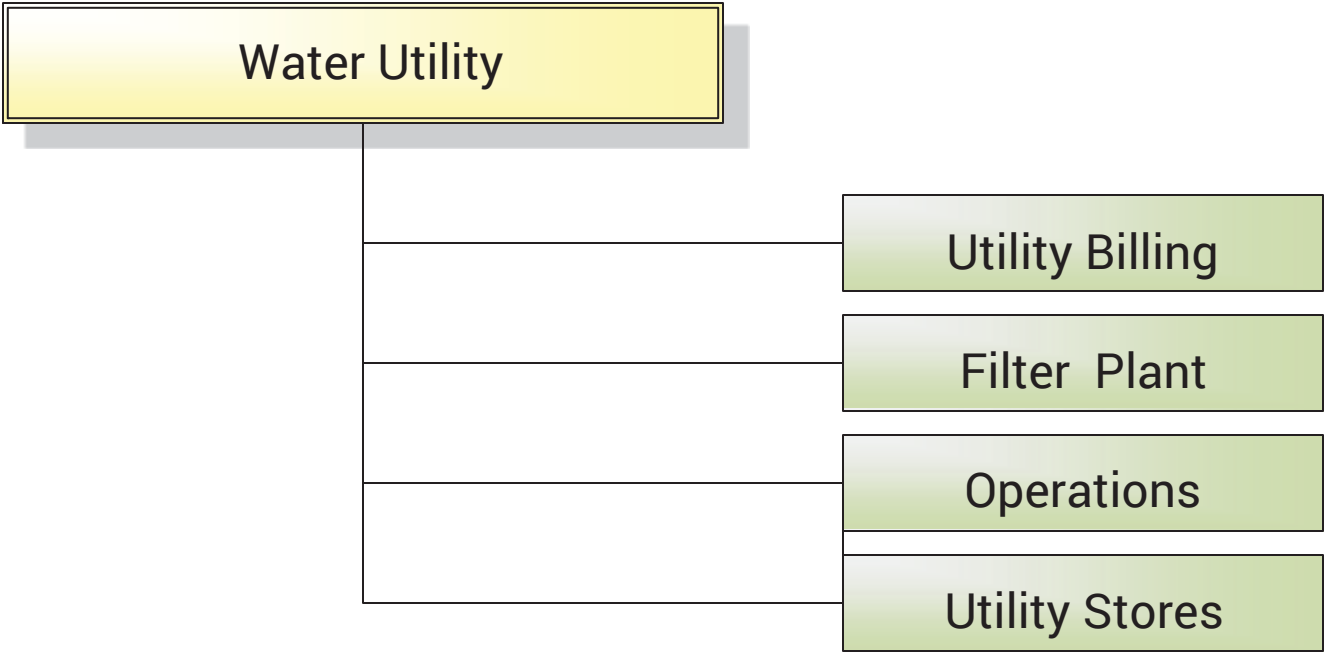 Water Utility
Utility Billing
Filter Plant
Operations
Utility Stores